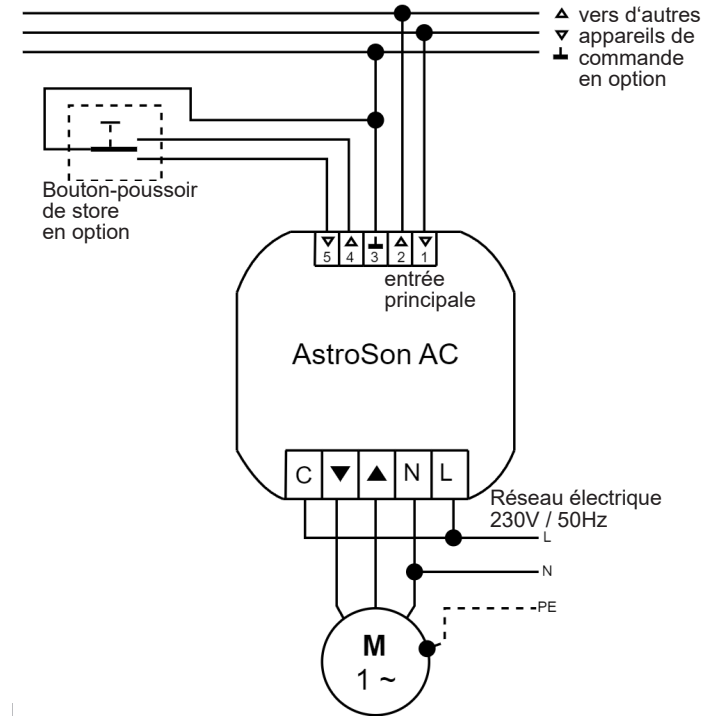 vers d‘autres
appareils de
commande
en option
Bouton-poussoir
de store
en option
5 4 3 2 1
entrée
principale
AstroSon AC
C ▼ ▲ N L
Réseau électrique
230V / 50Hz
L
N
PE
M
1 ~